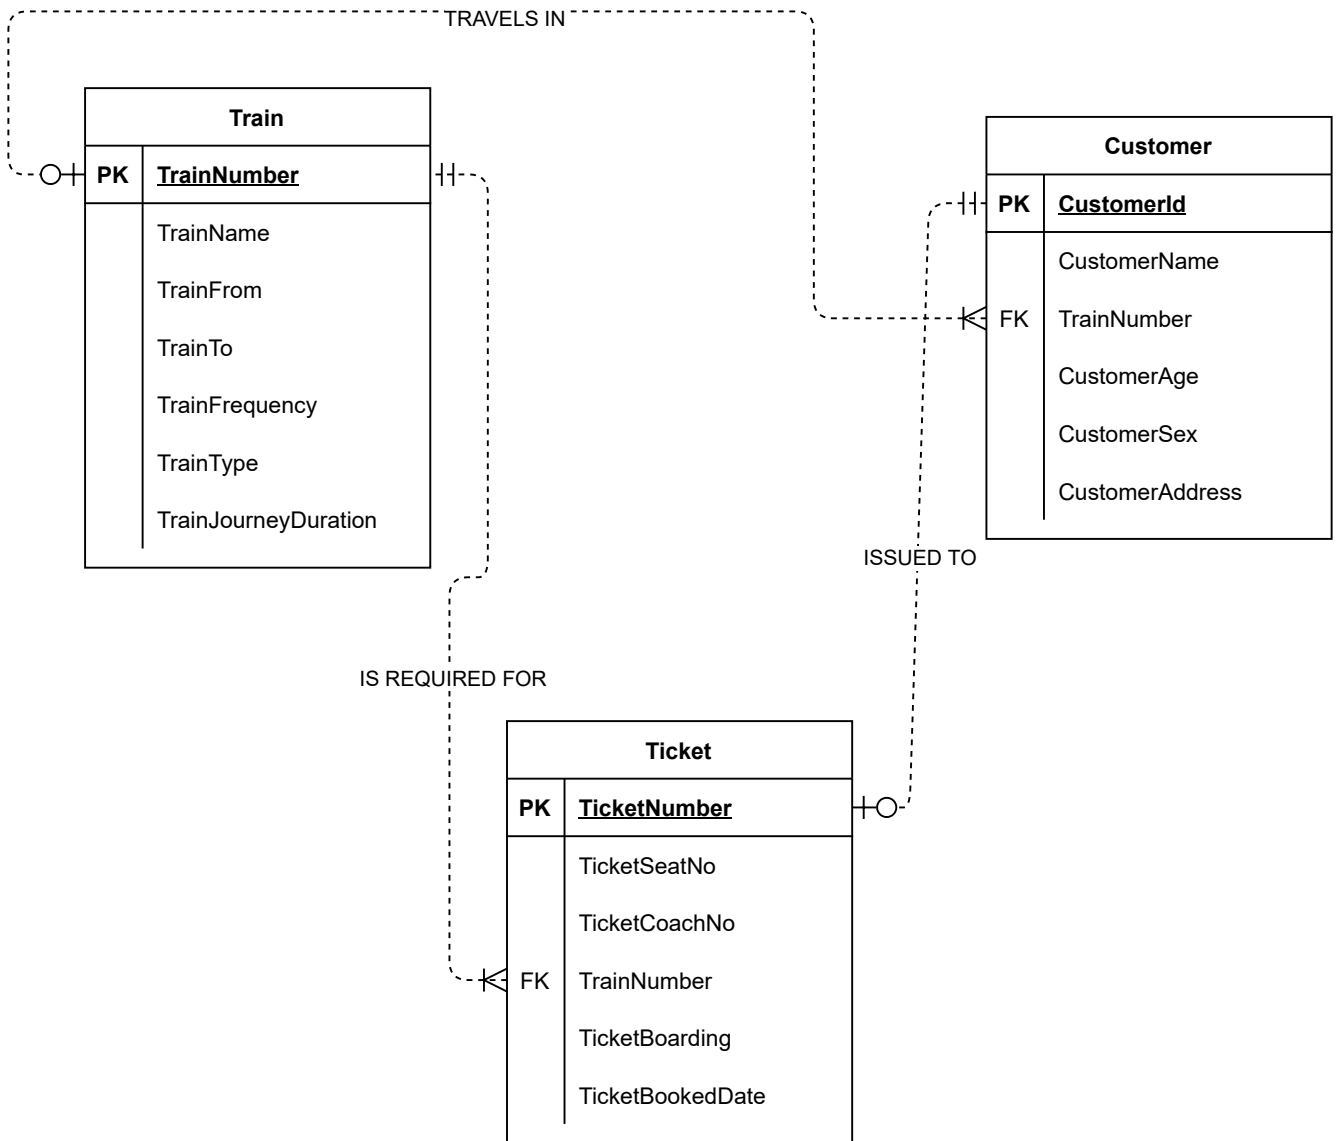 TRAVELS IN
Train
PK TrainNumber
TrainName
TrainFrom
TrainTo
TrainFrequency
TrainType
TrainJourneyDuration
Customer
PK CustomerId
CustomerName
FK TrainNumber
CustomerAge
CustomerSex
CustomerAddress
ISSUED TO
IS REQUIRED FOR
Ticket
PK TicketNumber
TicketSeatNo
TicketCoachNo
FK TrainNumber
TicketBoarding
TicketBookedDate